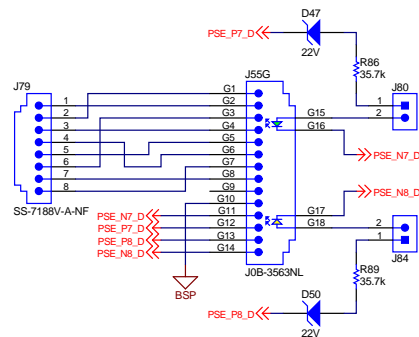 D47
PSE_P7_D
22V
R86
35.7k
J79
J55G
J80
1
2
3
4
5
6
7
8
G1
G2
G3
G4
G5
G6
G7
G8
G9
G10
G11
G12
G13
G14
G15
G16
G17
G18
1
2
PSE_N7_D
PSE_N8_D
SS-7188V-A-NF
PSE_N7_D
PSE_P7_D
PSE_P8_D
PSE_N8_D
2
1
J84
J0B-3563NL
BSP
R89
35.7k
D50
PSE_P8_D
22V